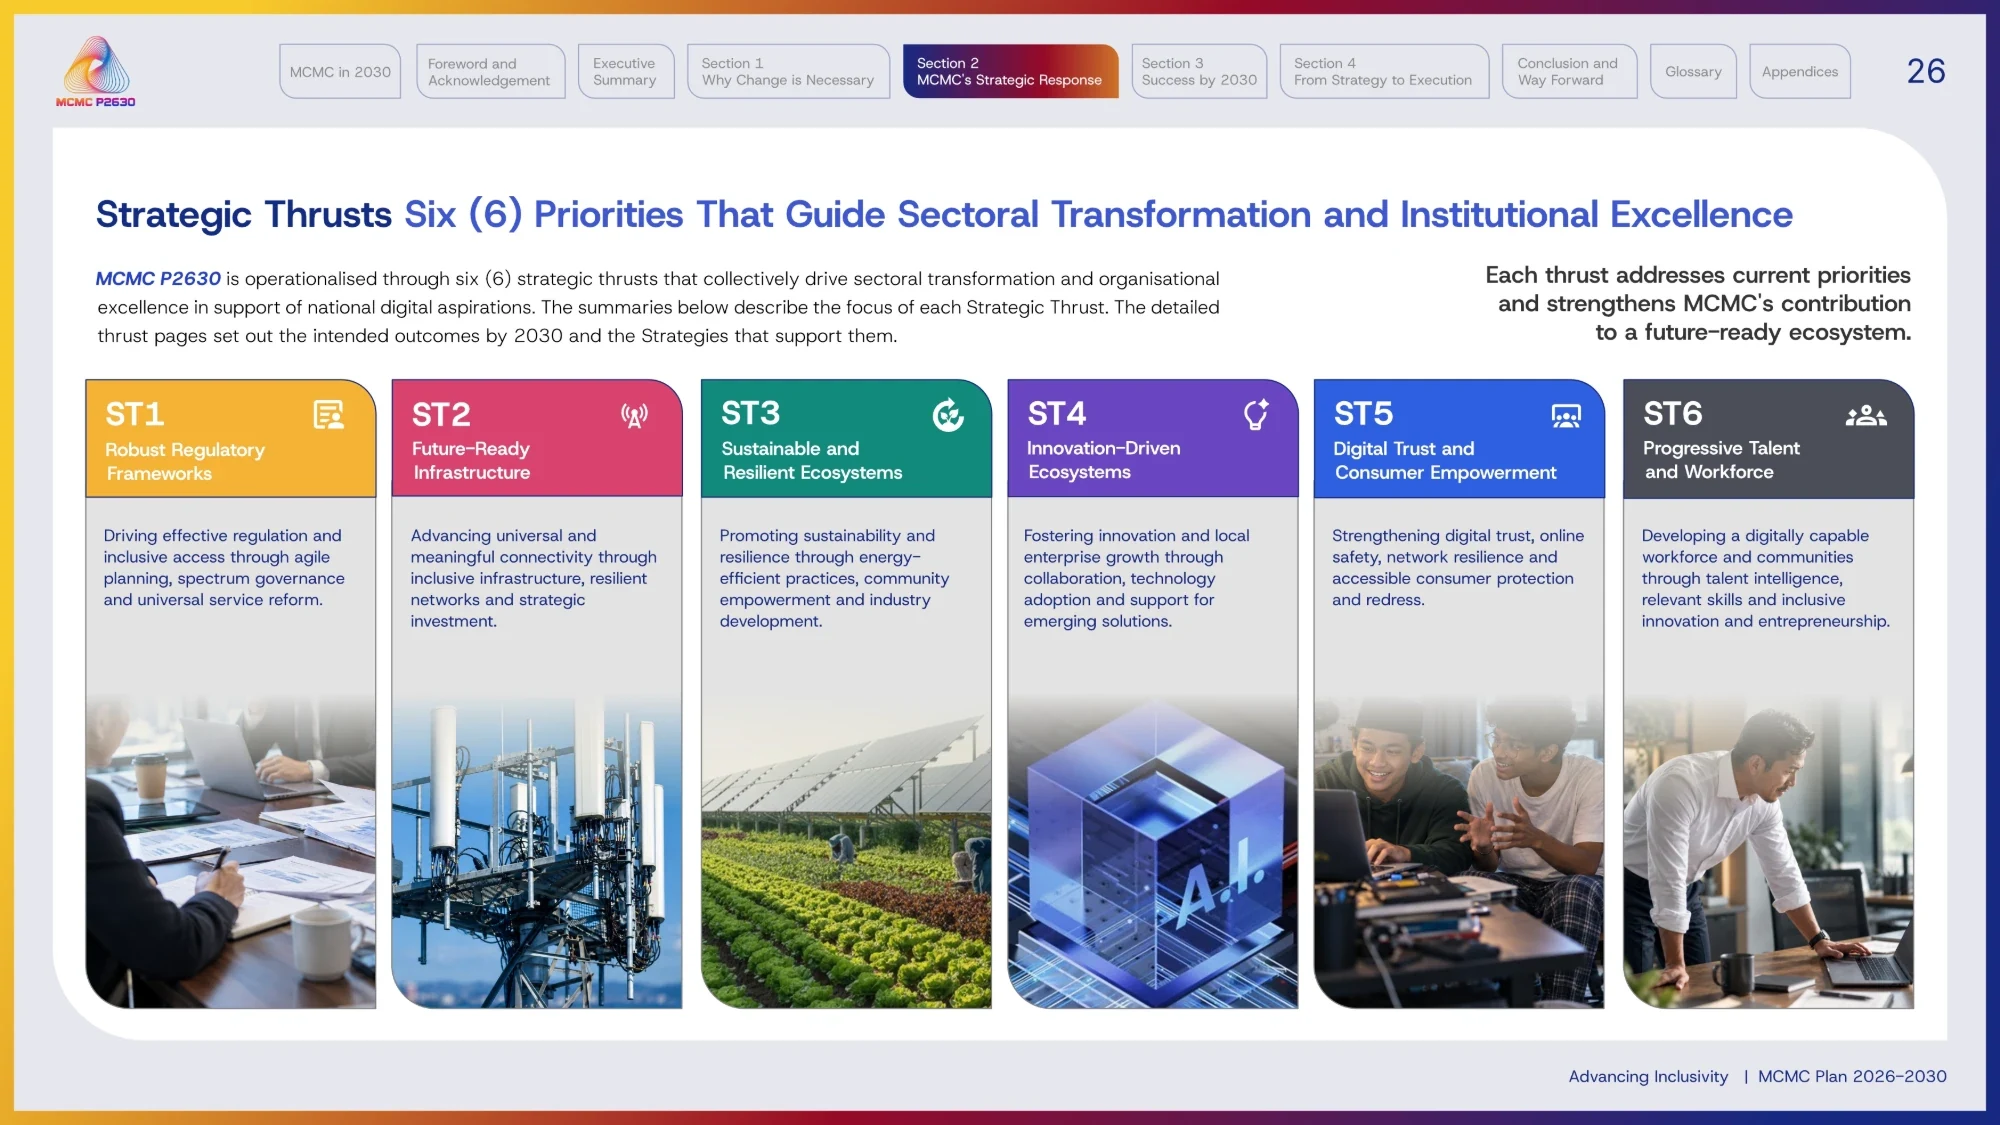 MCMC P2630
MCMC in 2030
Foreword and
Acknowledgement
Executive
Summary
Section 1
Why Change is Necessary
Section 2
MCMC's Strategic Response
Section 3
Success by 2030
Section 4
From Strategy to Execution
Conclusion and
Way Forward
Glossary
Appendices
26
Strategic Thrusts Six (6) Priorities That Guide Sectoral Transformation and Institutional Excellence
MCMC P2630 is operationalised through six (6) strategic thrusts that collectively drive sectoral transformation and organisational
excellence in support of national digital aspirations. The summaries below describe the focus of each Strategic Thrust. The detailed
thrust pages set out the intended outcomes by 2030 and the Strategies that support them.
Each thrust addresses current priorities
and strengthens MCMC's contribution
to a future-ready ecosystem.
ST1
Robust Regulatory
Frameworks
Driving effective regulation and
inclusive access through agile
planning, spectrum governance
and universal service reform.
ST2
Future-Ready
Infrastructure
Advancing universal and
meaningful connectivity through
inclusive infrastructure, resilient
networks and strategic
investment.
ST3
Sustainable and
Resilient Ecosystems
Promoting sustainability and
resilience through energy-
efficient practices, community
empowerment and industry
development.
ST4
Innovation-Driven
Ecosystems
Fostering innovation and local
enterprise growth through
collaboration, technology
adoption and support for
emerging solutions.
A.I.
ST5
Digital Trust and
Consumer Empowerment
Strengthening digital trust, online
safety, network resilience and
accessible consumer protection
and redress.
ST6
Progressive Talent
and Workforce
Developing a digitally capable
workforce and communities
through talent intelligence,
relevant skills and inclusive
innovation and entrepreneurship.
Advancing Inclusivity | MCMC Plan 2026-2030